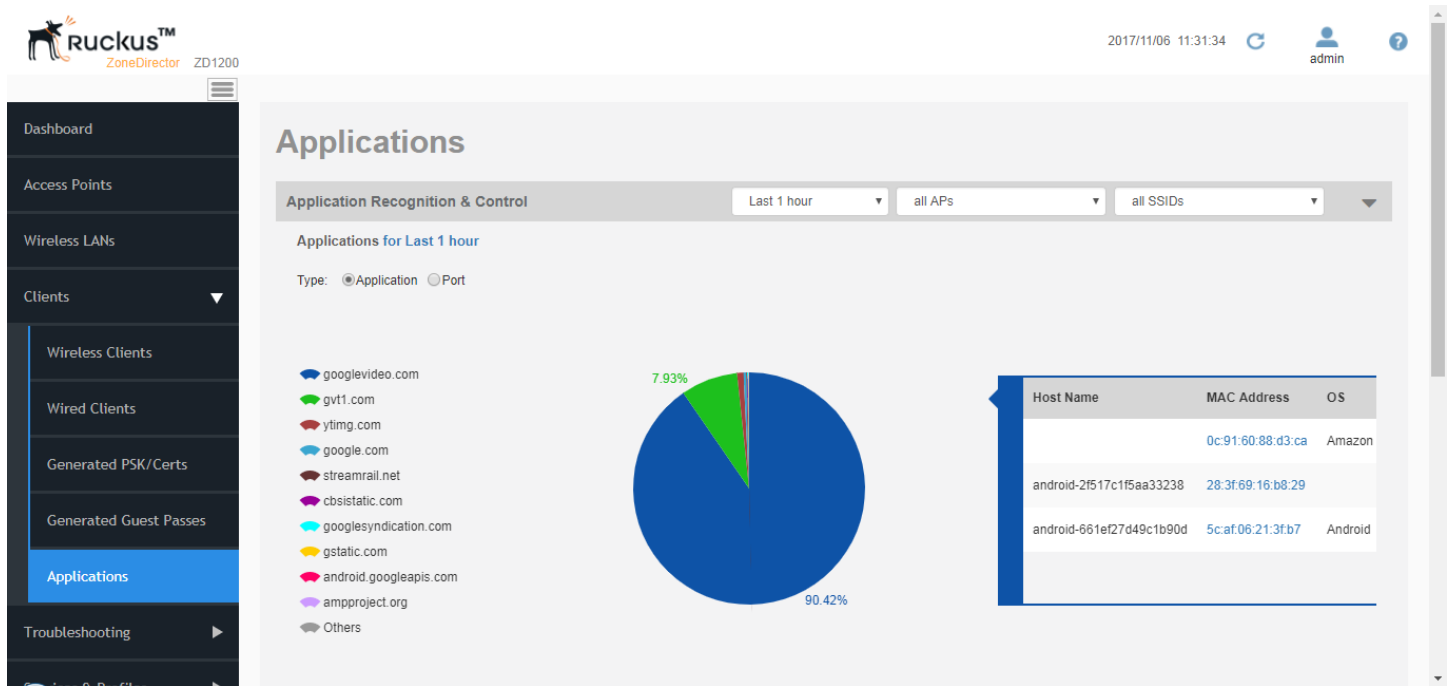 RUCKUS™
ZoneDirector ZD1200
2017/11/06 11:31:34
admin
?
Dashboard
Access Points
Wireless LANs
Clients
Wireless Clients
Wired Clients
Generated PSK/Certs
Generated Guest Passes
Applications
Troubleshooting
Applications
Application Recognition & Control
Last 1 hour
all APs
all SSIDs
Applications for Last 1 hour
Type: Application Port
googlevideo.com
gvt1.com
ytimg.com
google.com
streamrail.net
cbsistatic.com
googlesyndication.com
gstatic.com
android.googleapis.com
ampproject.org
Others
7.93%
90.42%
Host Name MAC Address OS
0c:91:60:88:d3:ca Amazon
android-2f517c1f5aa33238 28:3f:69:16:b8:29
android-661ef27d49c1b90d 5c:af:06:21:3f:b7 Android